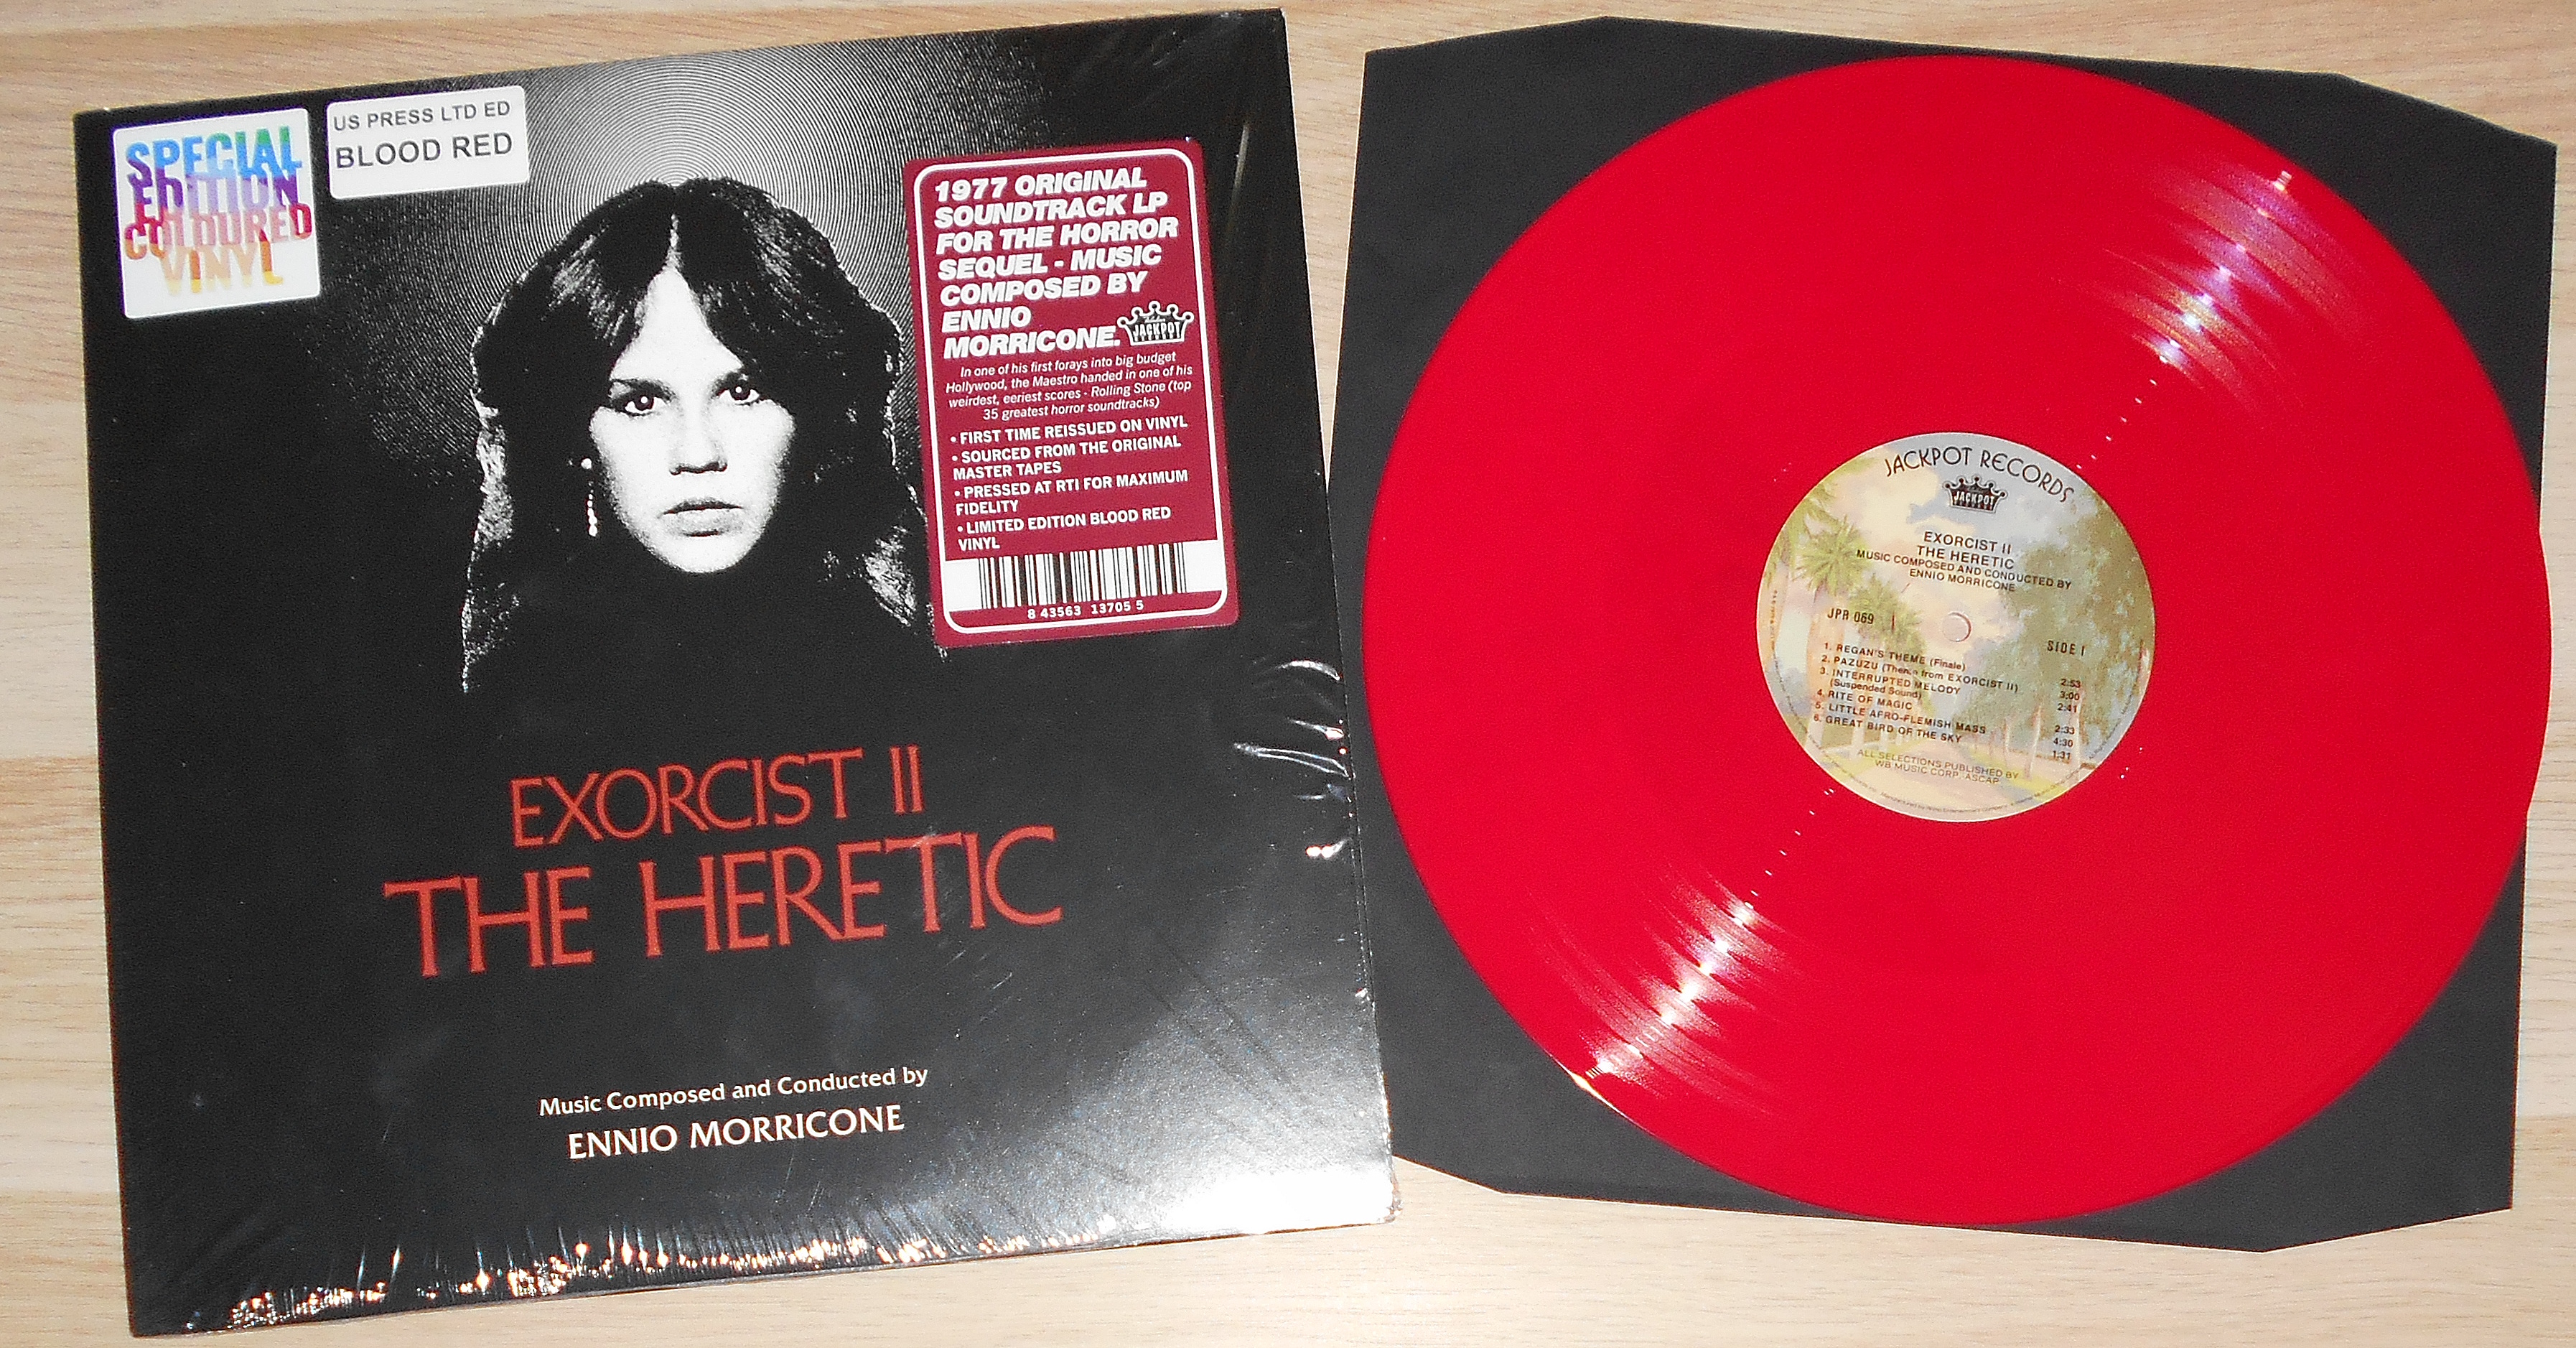 SPECIAL
EDITION
COLOURED
VINYL
US PRESS LTD ED
BLOOD RED
1977 ORIGINAL
SOUNDTRACK LP
FOR THE HORROR
SEQUEL - MUSIC
COMPOSED BY
ENNIO
MORRICONE.
JACKPOT
In one of his first forays into big budget
Hollywood, the Maestro handed in one of his
weirdest, eeriest scores - Rolling Stone (top
35 greatest horror soundtracks)
• FIRST TIME REISSUED ON VINYL
• SOURCED FROM THE ORIGINAL
MASTER TAPES
• PRESSED AT RTI FOR MAXIMUM
FIDELITY
• LIMITED EDITION BLOOD RED
VINYL
8 43563 13705 5
EXORCIST II
THE HERETIC
Music Composed and Conducted by
ENNIO MORRICONE
JACKPOT RECORDS
JACKPOT
EXORCIST II
THE HERETIC
MUSIC COMPOSED AND CONDUCTED BY
ENNIO MORRICONE
JPR 069
SIDE I
1. REGAN'S THEME (Finale) 2:53
2. PAZUZU (Theme from EXORCIST II) 3:00
3. INTERRUPTED MELODY 2:41
(Suspended Sound)
4. RITE OF MAGIC 2:33
5. LITTLE AFRO-FLEMISH MASS 4:30
6. GREAT BIRD OF THE SKY 1:31
ALL SELECTIONS PUBLISHED BY
WB MUSIC CORP. ASCAP